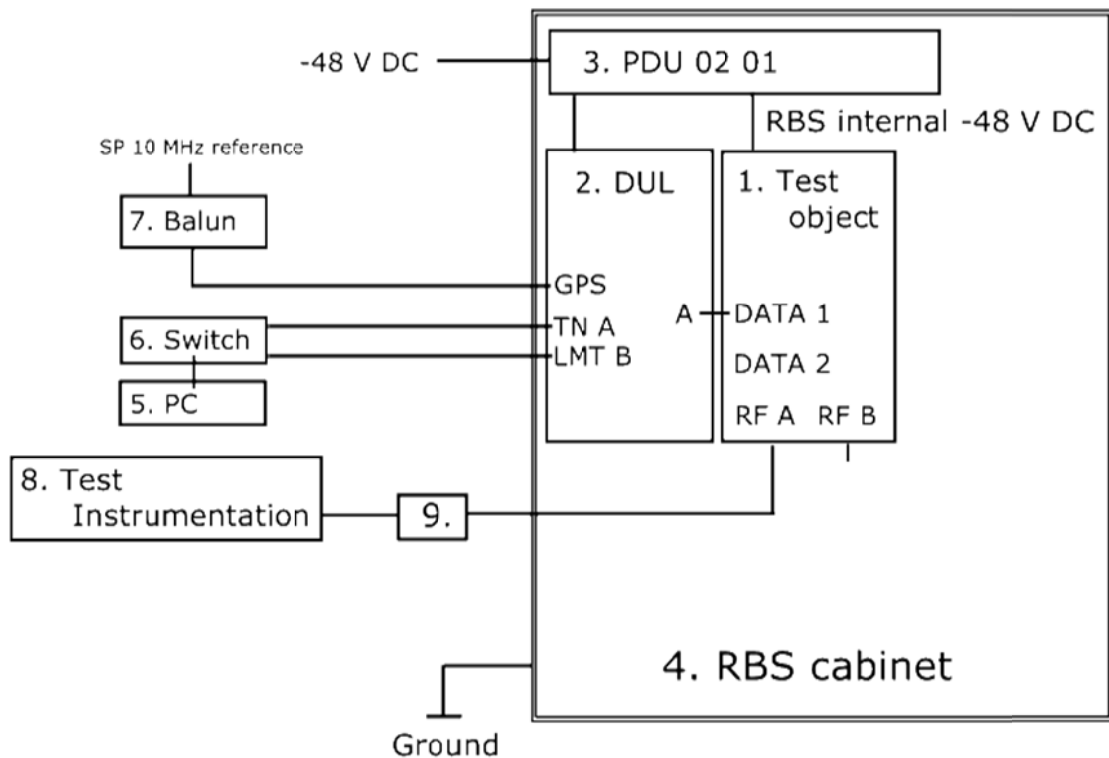 -48 V DC
3. PDU 02 01
RBS internal -48 V DC
SP 10 MHz reference
7. Balun
2. DUL
1. Test
object
GPS
6. Switch
TN A
LMT B
A
DATA 1
DATA 2
5. PC
RF A RF B
8. Test
Instrumentation
9.
4. RBS cabinet
Ground